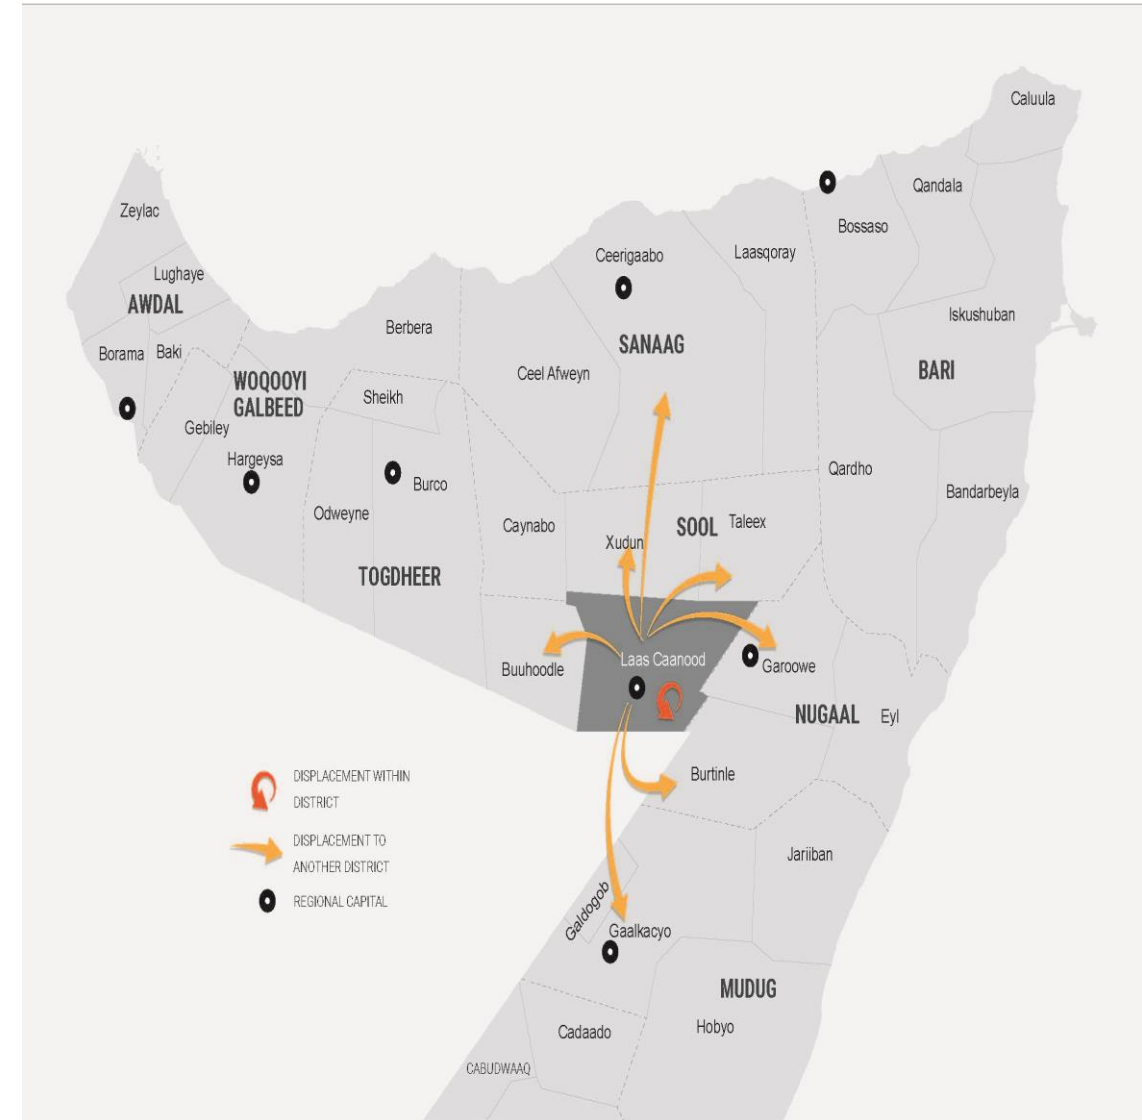 Caluula
Qandala
Zeylac
Bossaso
Laasqoray
Ceerigaabo
Lughaye
AWDAL
Iskushuban
Berbera
SANAAG
Borama
Baki
BARI
Ceel Afweyn
WOQOOYI
GALBEED
Sheikh
Gebiley
Hargeysa
Qardho
Burco
Bandarbeyla
Odweyne
Caynabo
SOOL
Taleex
Xudun
TOGDHEER
Laas Caanood
Garoowe
Buuhoodle
NUGAAL
Eyl
Burtinle
DISPLACEMENT WITHIN
DISTRICT
DISPLACEMENT TO
ANOTHER DISTRICT
REGIONAL CAPITAL
Jariiban
Galdogob
Gaalkacyo
MUDUG
Hobyo
Cadaado
CABUDWAAQ